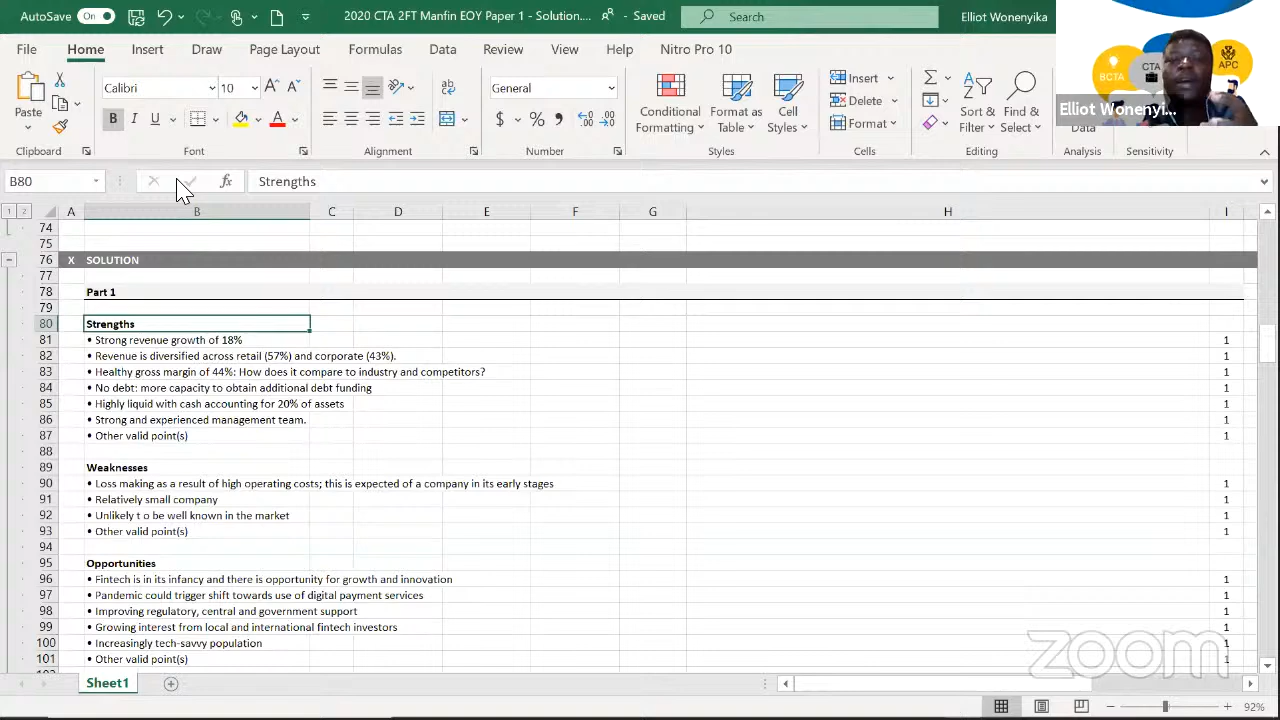 AutoSave On 2020 CTA 2FT Manfin EOY Paper 1 - Solution.... - Saved Search Elliot Wonenyika
File Home Insert Draw Page Layout Formulas Data Review View Help Nitro Pro 10
BCTA CTA APC
Elliot Wonenyi...
Paste Calibri 10 General Conditional Formatting Format as Table Cell Styles Insert Delete Format Sort & Filter Find & Select Data
Clipboard Font Alignment Number Styles Cells Editing Analysis Sensitivity
B80 fx Strengths
1 2 A B C D E F G H I
74
75
76 X SOLUTION
77
78 Part 1
79
80 Strengths
81 • Strong revenue growth of 18% 1
82 • Revenue is diversified across retail (57%) and corporate (43%). 1
83 • Healthy gross margin of 44%: How does it compare to industry and competitors? 1
84 • No debt: more capacity to obtain additional debt funding 1
85 • Highly liquid with cash accounting for 20% of assets 1
86 • Strong and experienced management team. 1
87 • Other valid point(s) 1
88
89 Weaknesses
90 • Loss making as a result of high operating costs; this is expected of a company in its early stages 1
91 • Relatively small company 1
92 • Unlikely t o be well known in the market 1
93 • Other valid point(s) 1
94
95 Opportunities
96 • Fintech is in its infancy and there is opportunity for growth and innovation 1
97 • Pandemic could trigger shift towards use of digital payment services 1
98 • Improving regulatory, central and government support 1
99 • Growing interest from local and international fintech investors 1
100 • Increasingly tech-savvy population 1
101 • Other valid point(s) 1
zoom
Sheet1
92%